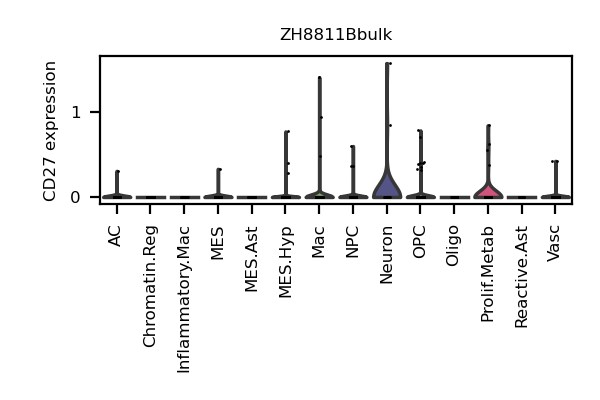 ZH8811Bbulk
CD27 expression
1
0
AC
Chromatin.Reg
Inflammatory.Mac
MES
MES.Ast
MES.Hyp
Mac
NPC
Neuron
OPC
Oligo
Prolif.Metab
Reactive.Ast
Vasc